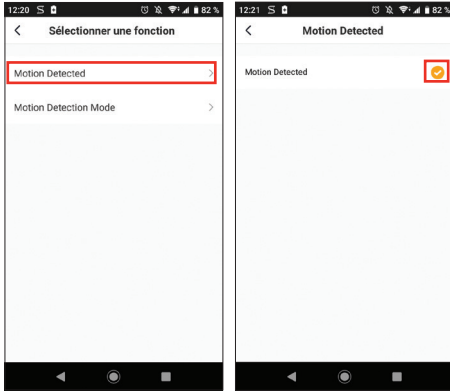 12:20 82 %
Sélectionner une fonction
Motion Detected
Motion Detection Mode
12:21 82 %
Motion Detected
Motion Detected